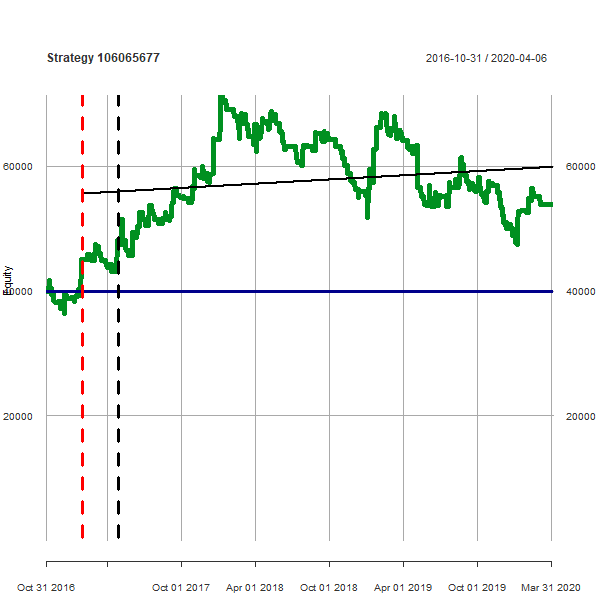 Strategy 106065677 2016-10-31 / 2020-04-06
60000 60000
Equity
40000 40000
20000 20000
Oct 31 2016 Oct 01 2017 Apr 01 2018 Oct 01 2018 Apr 01 2019 Oct 01 2019 Mar 31 2020